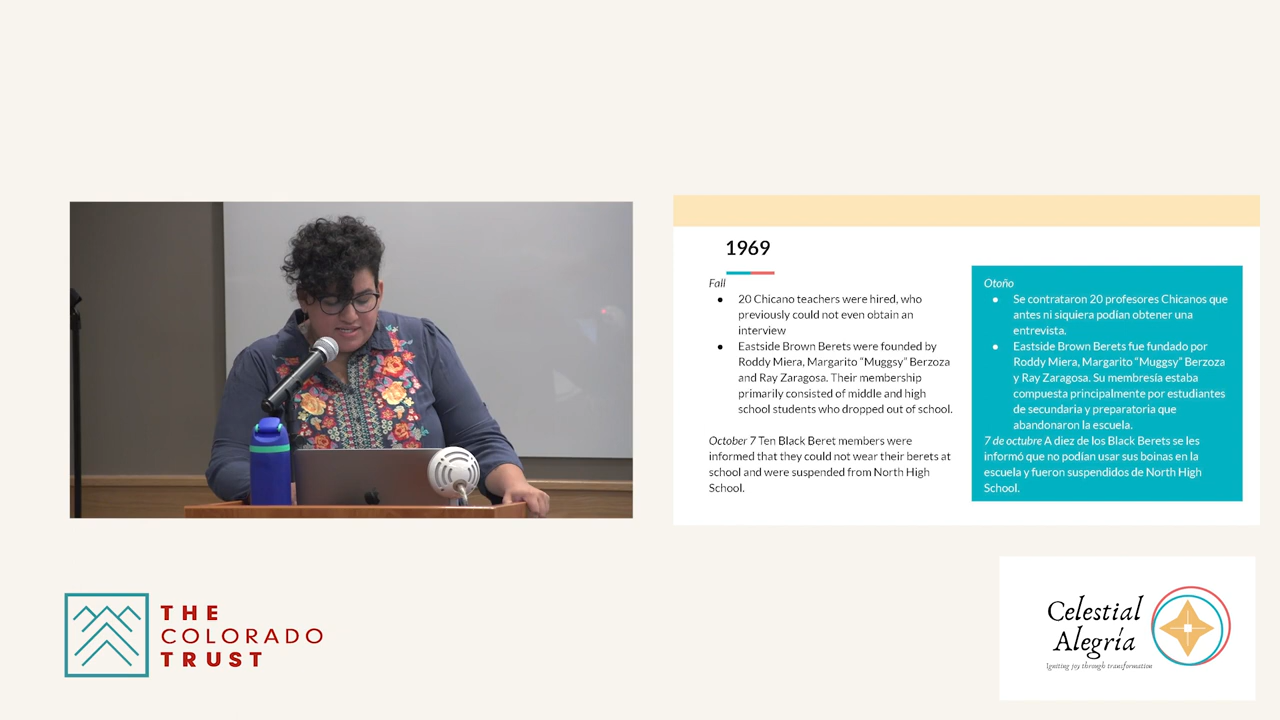 1969
Fall
● 20 Chicano teachers were hired, who
previously could not even obtain an
interview
● Eastside Brown Berets were founded by
Roddy Miera, Margarito “Muggsy” Berzoza
and Ray Zaragosa. Their membership
primarily consisted of middle and high
school students who dropped out of school.
October 7 Ten Black Beret members were
informed that they could not wear their berets at
school and were suspended from North High
School.
Otoño
● Se contrataron 20 profesores Chicanos que
antes ni siquiera podían obtener una
entrevista.
● Eastside Brown Berets fue fundado por
Roddy Miera, Margarito “Muggsy” Berzoza
y Ray Zaragosa. Su membresía estaba
compuesta principalmente por estudiantes
de secundaria y preparatoria que
abandonaron la escuela.
7 de octubre A diez de los Black Berets se les
informó que no podían usar sus boinas en la
escuela y fueron suspendidos de North High
School.
THE
COLORADO
TRUST
Celestial
Alegría
Igniting joy through transformation